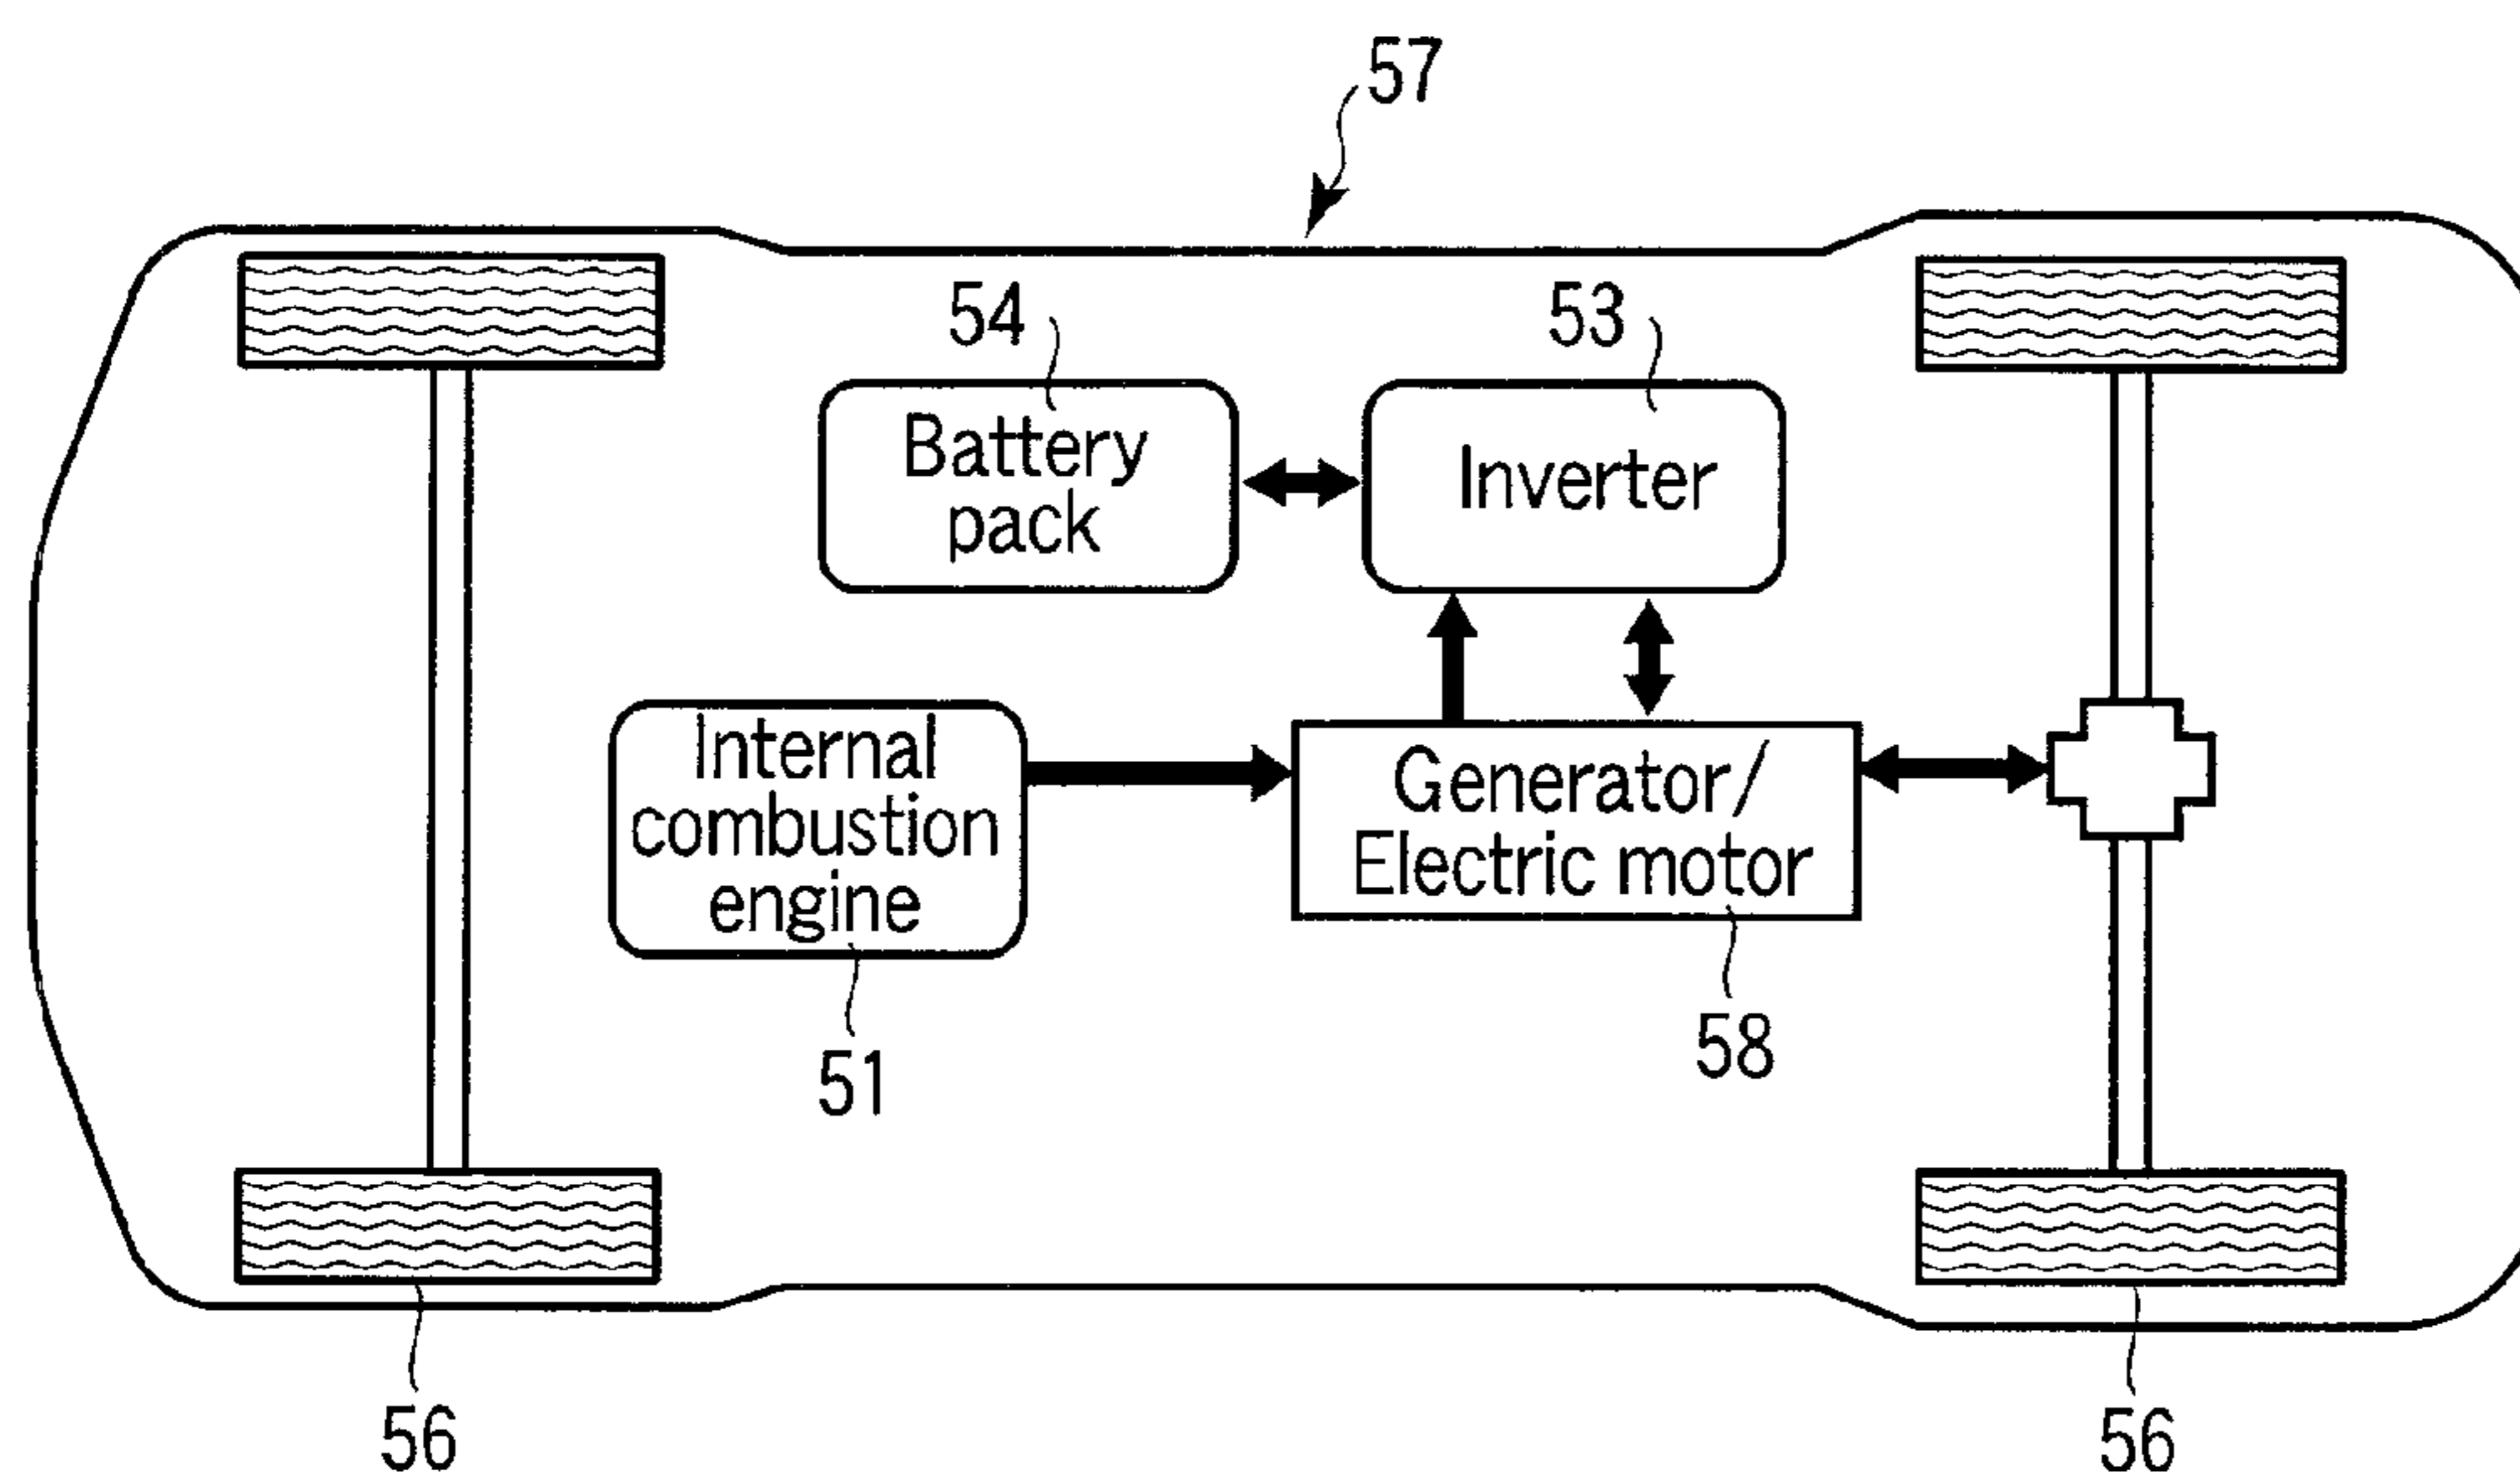 57
54
53
Battery
pack
Inverter
Internal
combustion
engine
Generator/
Electric motor
58
51
56
56